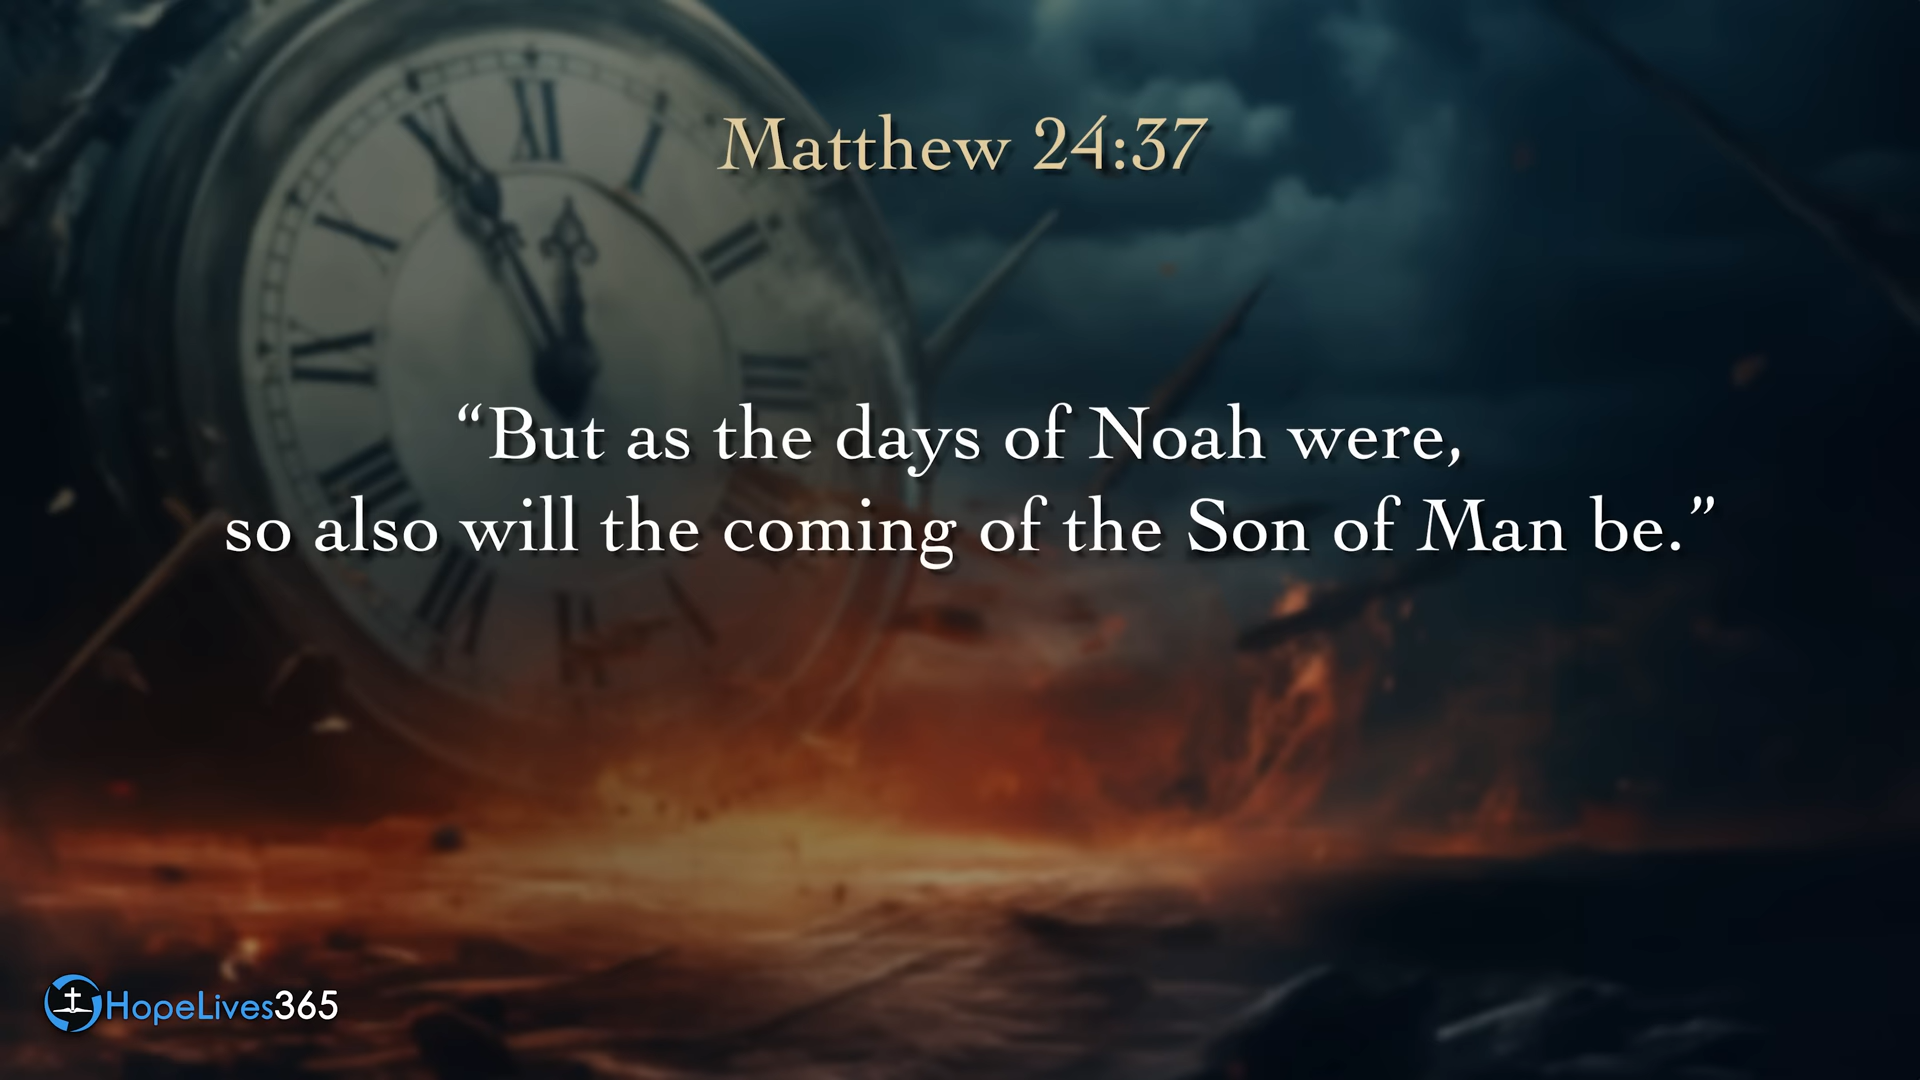 Matthew 24:37
“But as the days of Noah were,
so also will the coming of the Son of Man be.”
HopeLives365